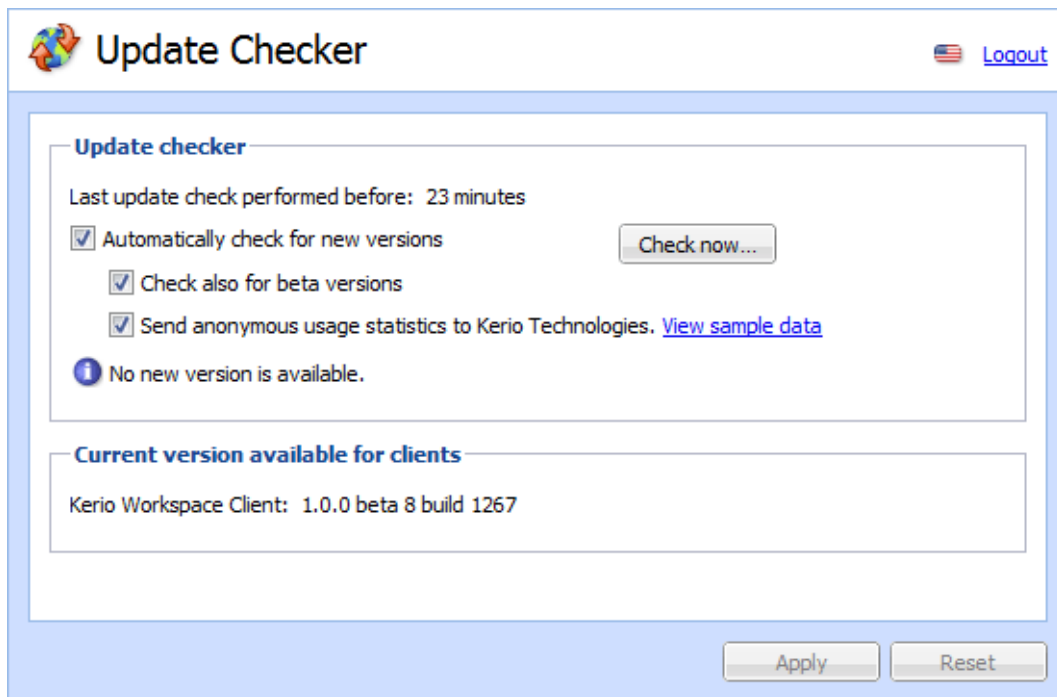 Update Checker
Logout
Update checker
Last update check performed before: 23 minutes
Automatically check for new versions
Check now...
Check also for beta versions
Send anonymous usage statistics to Kerio Technologies. View sample data
No new version is available.
Current version available for clients
Kerio Workspace Client: 1.0.0 beta 8 build 1267
Apply
Reset